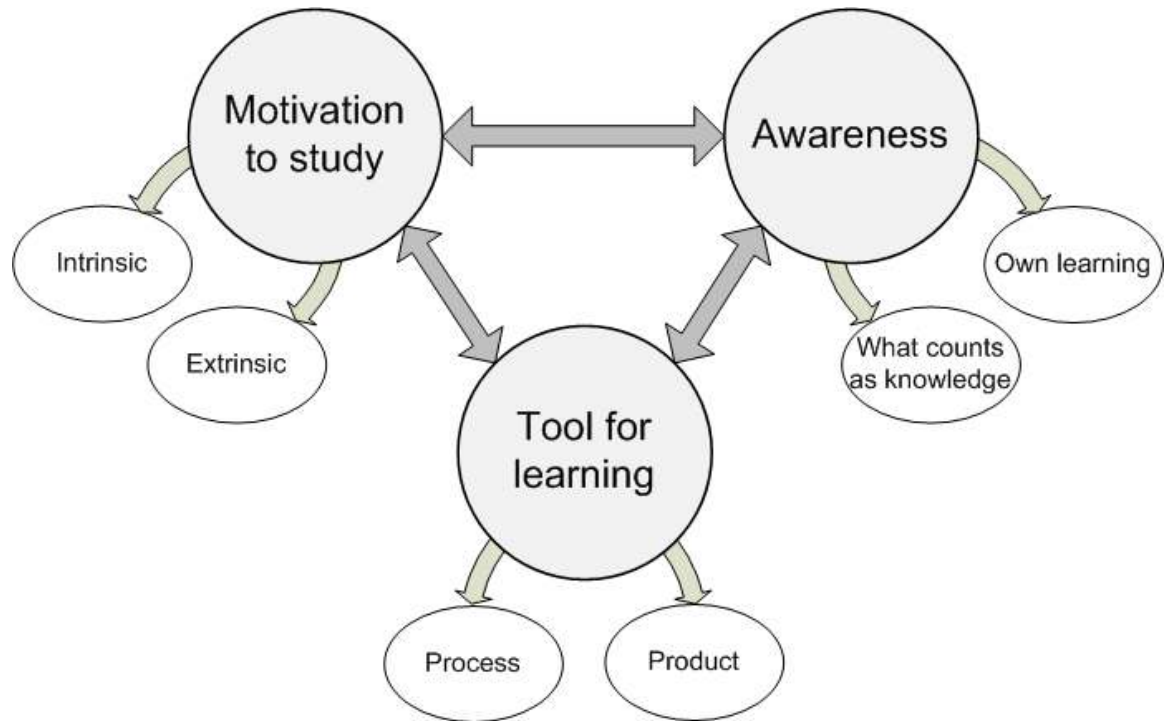 Motivation
to study
Awareness
Intrinsic
Own learning
Extrinsic
What counts
as knowledge
Tool for
learning
Process
Product